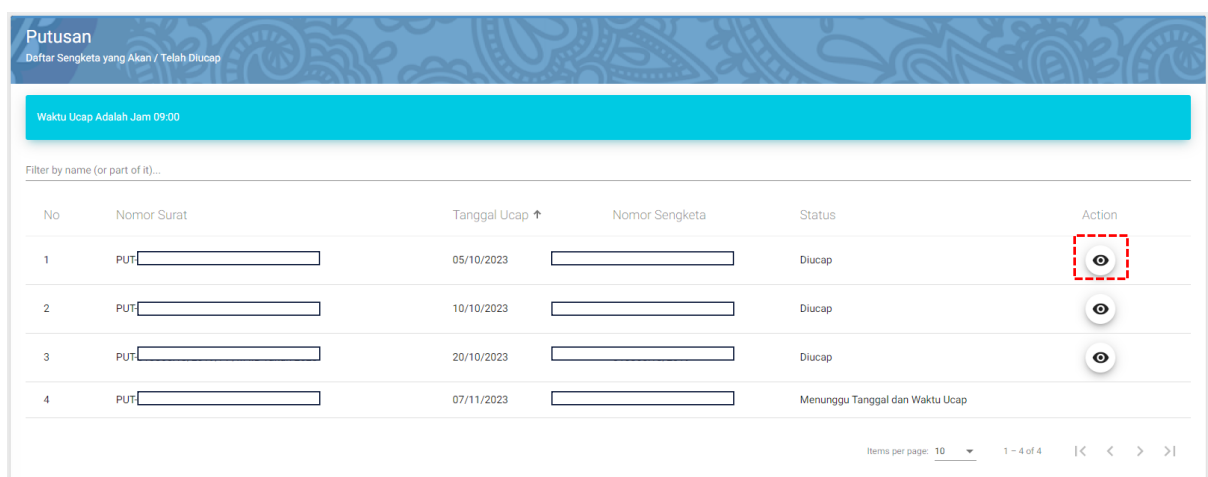 Putusan
Daftar Sengketa yang Akan / Telah Diucap
Waktu Ucap Adalah Jam 09:00
Filter by name (or part of it)...
No Nomor Surat Tanggal Ucap Nomor Sengketa Status Action
1 PUT- 05/10/2023 Diucap
2 PUT- 10/10/2023 Diucap
3 PUT- 20/10/2023 Diucap
4 PUT- 07/11/2023 Menunggu Tanggal dan Waktu Ucap
Items per page: 10 1 – 4 of 4